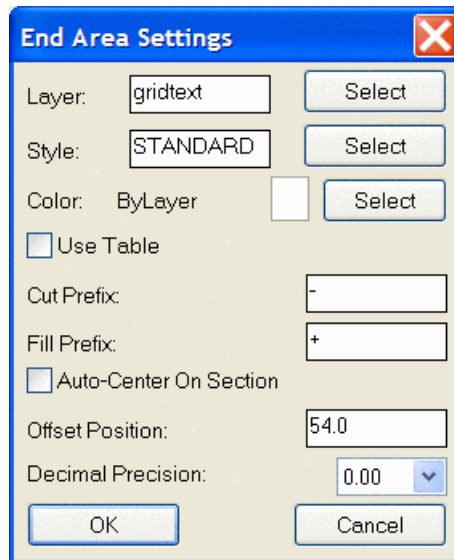 End Area Settings
Layer: gridtext Select
Style: STANDARD Select
Color: ByLayer Select
Use Table
Cut Prefix: -
Fill Prefix: +
Auto-Center On Section
Offset Position: 54.0
Decimal Precision: 0.00
OK Cancel